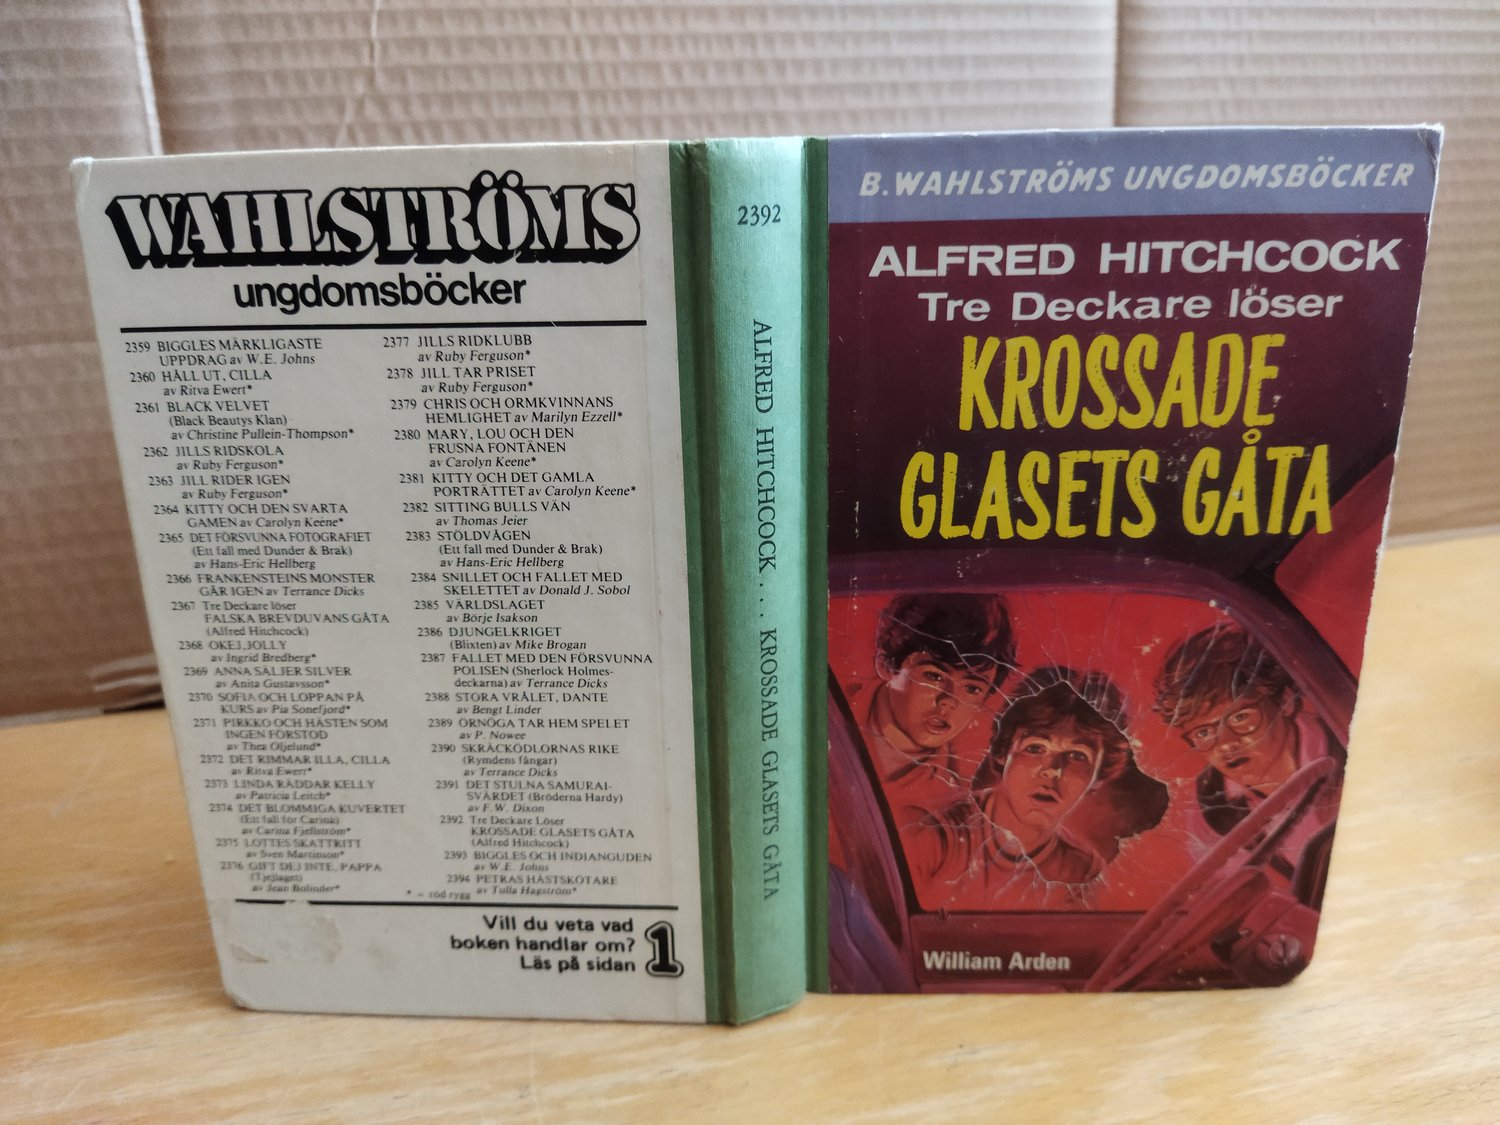 WAHLSTRÖMS
ungdomsböcker
2359 BIGGLES MÄRKLIGASTE
UPPDRAG av W.E. Johns
2360 HÅLL UT, CILLA
av Ritva Ewert*
2361 BLACK VELVET
(Black Beautys Klan)
av Christine Pullein-Thompson*
2362 JILLS RIDSKOLA
av Ruby Ferguson*
2363 JILL RIDER IGEN
av Ruby Ferguson*
2364 KITTY OCH DEN SVARTA
GAMEN av Carolyn Keene*
2365 DET FÖRSVUNNA FOTOGRAFIET
(Ett fall med Dunder & Brak)
av Hans-Eric Hellberg
2366 FRANKENSTEINS MONSTER
GÅR IGEN av Terrance Dicks
2367 Tre Deckare löser
FALSKA BREVDUVANS GÅTA
(Alfred Hitchcock)
2368 OKEJ, JOLLY
av Ingrid Bredberg*
2369 ANNA SÄLJER SILVER
av Anita Gustavsson*
2370 SOFIA OCH LOPPAN PÅ
KURS av Pia Sonefjord*
2371 PIRKKO OCH HÄSTEN SOM
INGEN FÖRSTOD
av Thea Oljelund*
2372 DET RIMMAR ILLA, CILLA
av Ritva Ewert*
2373 LINDA RÄDDAR KELLY
av Patricia Leitch*
2374 DET BLOMMIGA KUVERTET
(Ett fall för Carina)
av Carina Fjellström*
2375 LOTTES SKATTRITT
av Sven Martinson*
2376 GIFT DEJ INTE, PAPPA
(Tjejlaget)
av Jean Bolinder*
2377 JILLS RIDKLUBB
av Ruby Ferguson*
2378 JILL TAR PRISET
av Ruby Ferguson*
2379 CHRIS OCH ORMKVINNANS
HEMLIGHET av Marilyn Ezzell*
2380 MARY, LOU OCH DEN
FRUSNA FONTÄNEN
av Carolyn Keene*
2381 KITTY OCH DET GAMLA
PORTRÄTTET av Carolyn Keene*
2382 SITTING BULLS VÄN
av Thomas Jeier
2383 STÖLDVÅGEN
(Ett fall med Dunder & Brak)
av Hans-Eric Hellberg
2384 SNILLET OCH FALLET MED
SKELETTET av Donald J. Sobol
2385 VÄRLDSLAGET
av Börje Isakson
2386 DJUNGELKRIGET
(Blixten) av Mike Brogan
2387 FALLET MED DEN FÖRSVUNNA
POLISEN (Sherlock Holmes-
deckarna) av Terrance Dicks
2388 STORA VRÅLET, DANTE
av Bengt Linder
2389 ÖRNÖGA TAR HEM SPELET
av P. Nowee
2390 SKRÄCKÖDLORNAS RIKE
(Rymdens fångar)
av Terrance Dicks
2391 DET STULNA SAMURAJ-
SVÄRDET (Bröderna Hardy)
av F.W. Dixon
2392 Tre Deckare Löser
KROSSADE GLASETS GÅTA
(Alfred Hitchcock)
2393 BIGGLES OCH INDIANGUDEN
av W.E. Johns
2394 PETRAS HÄSTSKÖTARE
av Tulla Hagström*
* = röd rygg
Vill du veta vad
boken handlar om?
Läs på sidan 1
2392
ALFRED HITCHCOCK . . . KROSSADE GLASETS GÅTA
B. WAHLSTRÖMS UNGDOMSBÖCKER
ALFRED HITCHCOCK
Tre Deckare löser
KROSSADE
GLASETS GÅTA
William Arden